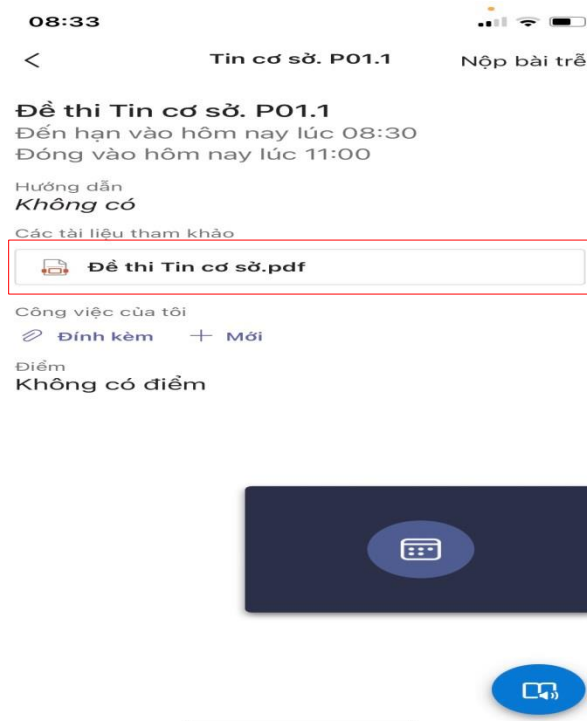 08:33
Tin cơ sở. P01.1
Nộp bài trễ
Đề thi Tin cơ sở. P01.1
Đến hạn vào hôm nay lúc 08:30
Đóng vào hôm nay lúc 11:00
Hướng dẫn
Không có
Các tài liệu tham khảo
Đề thi Tin cơ sở.pdf
Công việc của tôi
Đính kèm
Mới
Điểm
Không có điểm